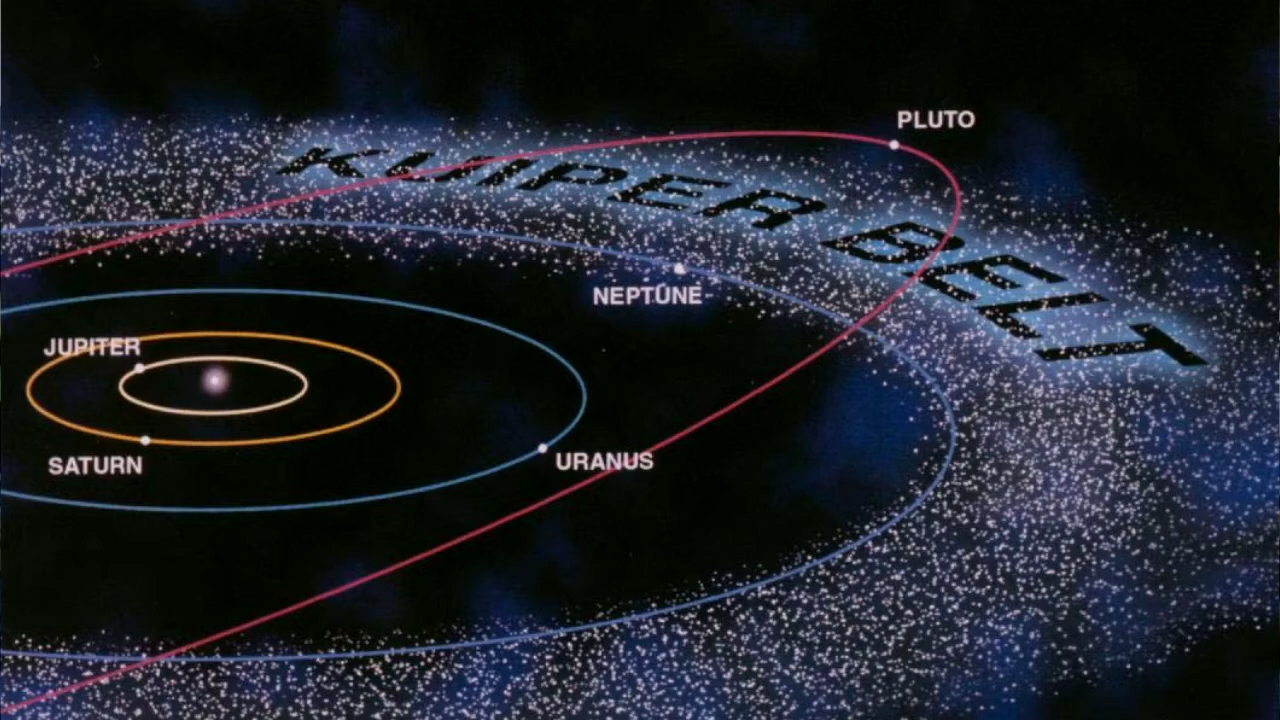 PLUTO
KUIPER BELT
NEPTUNE
JUPITER
URANUS
SATURN